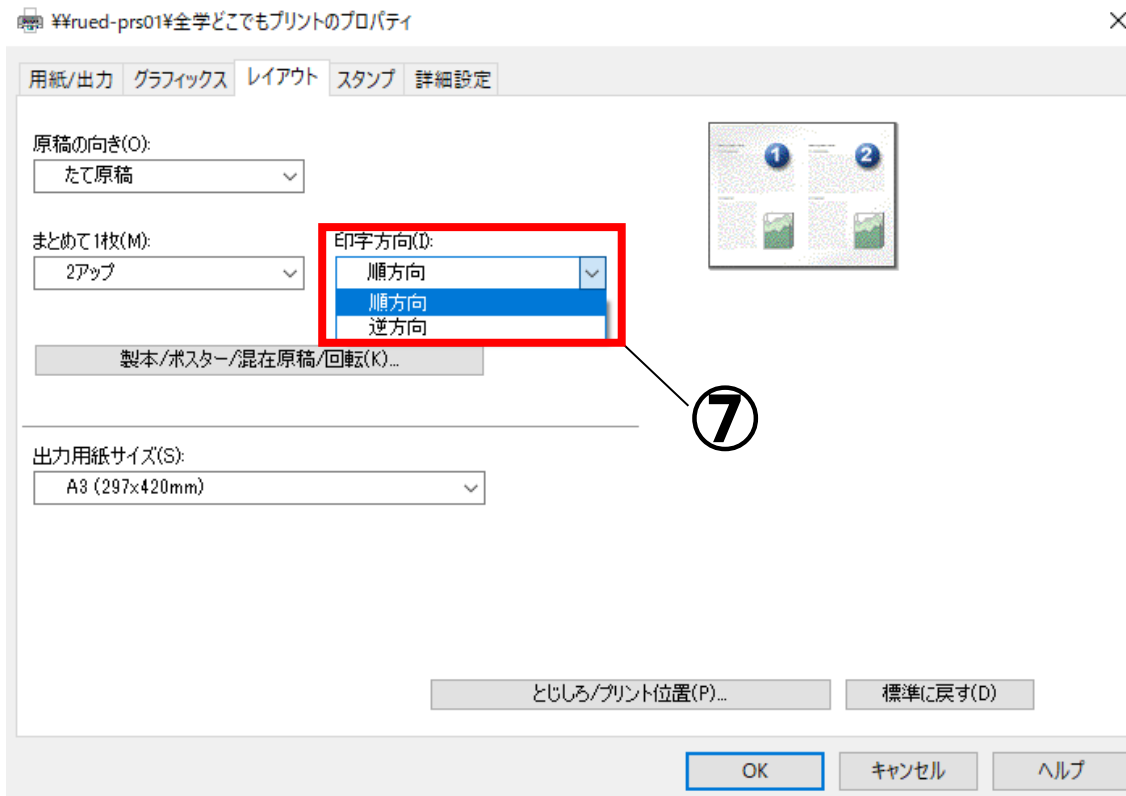 ¥¥rued-prs01¥全学どこでもプリントのプロパティ
用紙/出力 グラフィックス レイアウト スタンプ 詳細設定
原稿の向き(O):
たて原稿
1 2
まとめて1枚(M):
2アップ
印字方向(I):
順方向
順方向
逆方向
製本/ポスター/混在原稿/回転(K)...
⑦
出力用紙サイズ(S):
A3 (297x420mm)
とじしろ/プリント位置(P)... 標準に戻す(D)
OK キャンセル ヘルプ